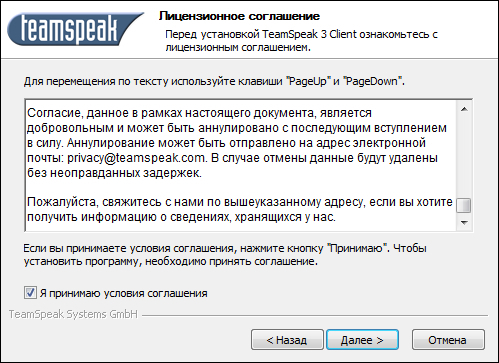 teamspeak
Лицензионное соглашение
Перед установкой TeamSpeak 3 Client ознакомьтесь с
лицензионным соглашением.
Для перемещения по тексту используйте клавиши "PageUp" и "PageDown".
Согласие, данное в рамках настоящего документа, является
добровольным и может быть аннулировано с последующим вступлением
в силу. Аннулирование может быть отправлено на адрес электронной
почты: privacy@teamspeak.com. В случае отмены данные будут удалены
без неоправданных задержек.
Пожалуйста, свяжитесь с нами по вышеуказанному адресу, если вы хотите
получить информацию о сведениях, хранящихся у нас.
Если вы принимаете условия соглашения, нажмите кнопку "Принимаю". Чтобы
установить программу, необходимо принять соглашение.
Я принимаю условия соглашения
TeamSpeak Systems GmbH
< Назад
Далее >
Отмена